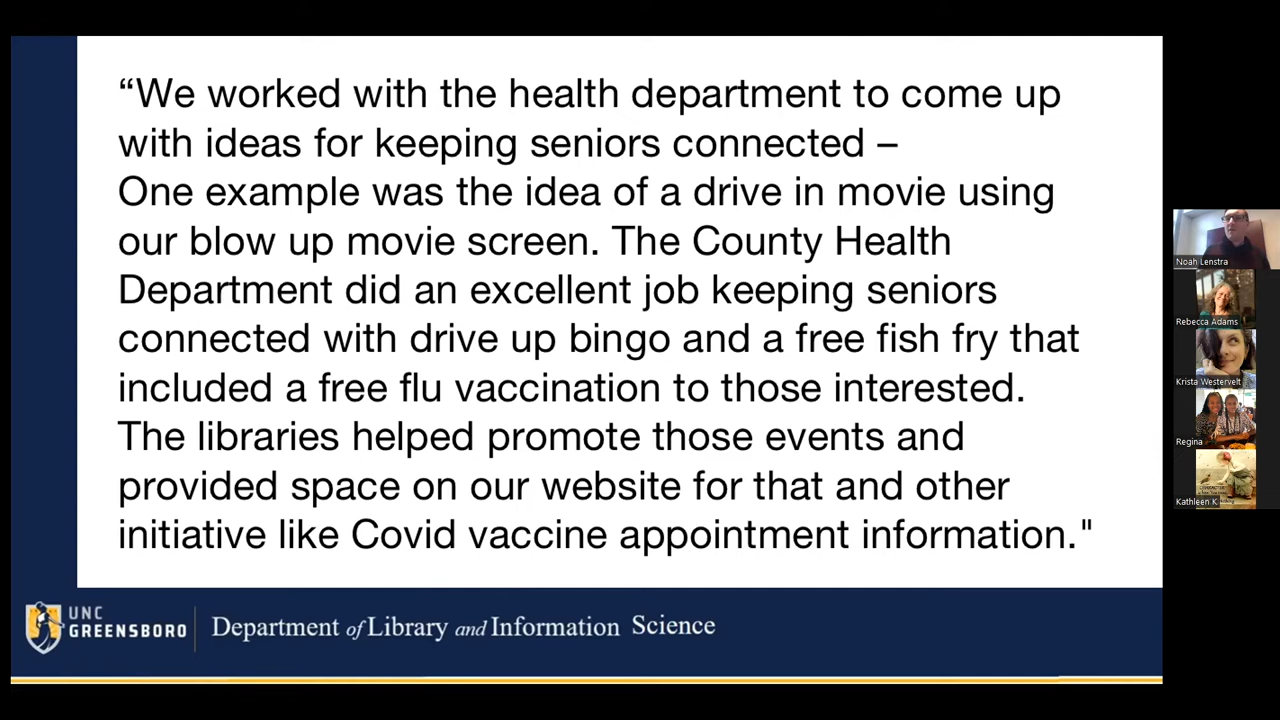 “We worked with the health department to come up
with ideas for keeping seniors connected –
One example was the idea of a drive in movie using
our blow up movie screen. The County Health
Department did an excellent job keeping seniors
connected with drive up bingo and a free fish fry that
included a free flu vaccination to those interested.
The libraries helped promote those events and
provided space on our website for that and other
initiative like Covid vaccine appointment information."
UNC
GREENSBORO
Department of Library and Information Science
Noah Lenstra
Rebecca Adams
Krista Westervelt
Regina
Kathleen K